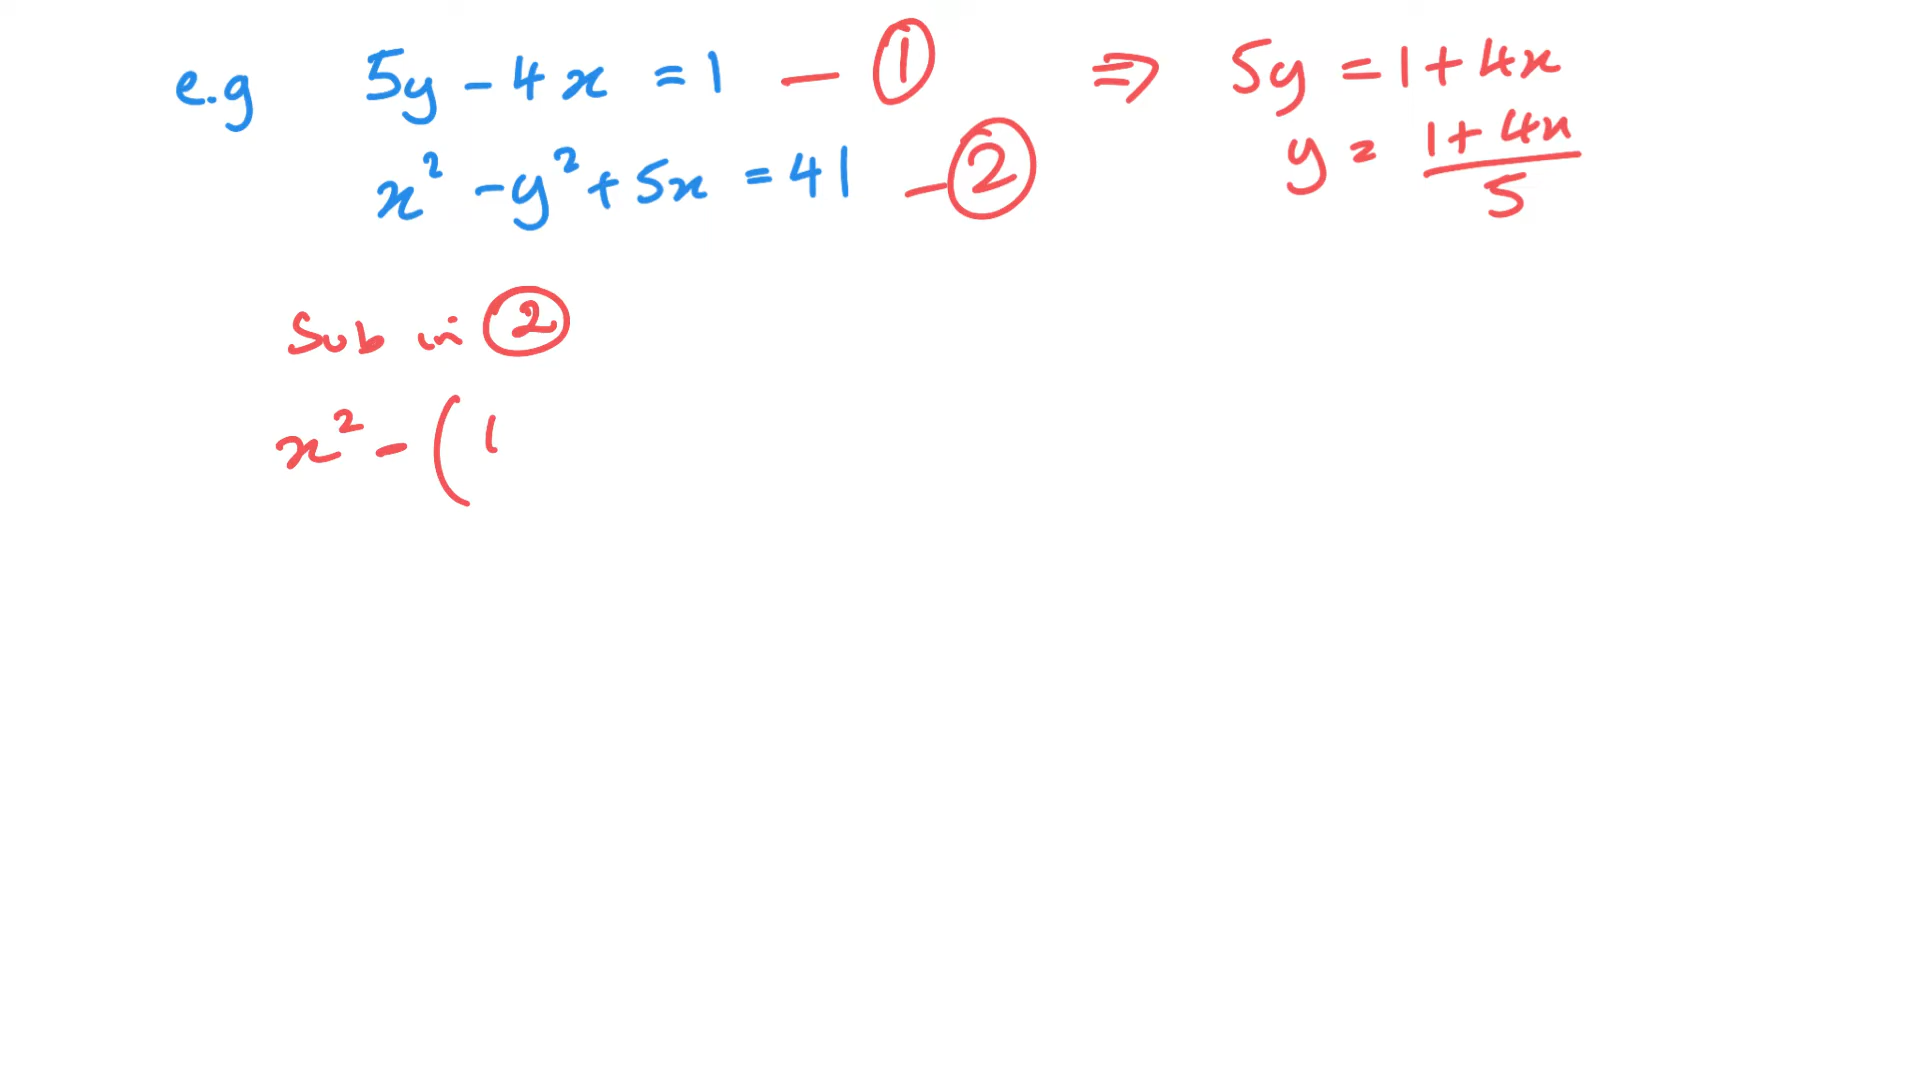 e.g 5y - 4x = 1 — ① ⇒ 5y = 1 + 4x
x² - y² + 5x = 41 — ② y = (1 + 4x)/5
Sub in ②
x² - ( 1